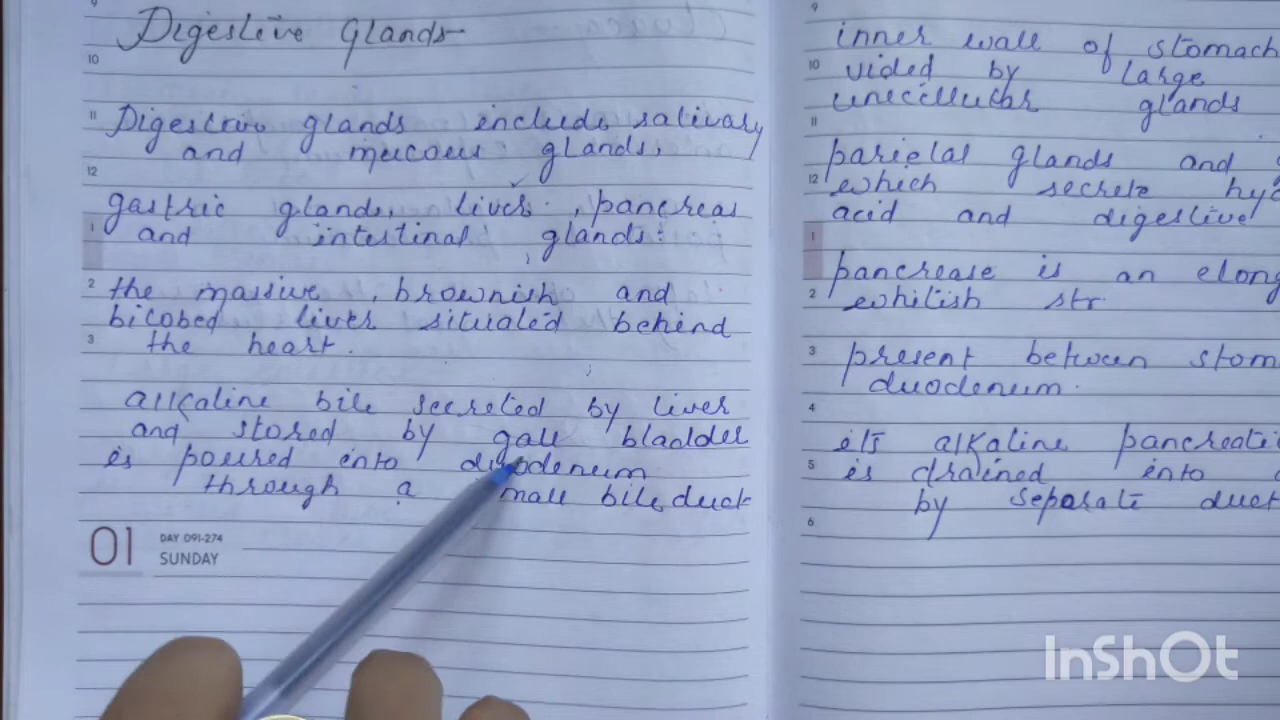 Digestive Glands
Digestive glands include salivary
and mucous glands,
gastric glands, liver, pancreas
and intestinal glands:
the massive, brownish and
bilobed liver situated behind
the heart.
alkaline bile secreted by liver
and stored by gall bladder
is poured into duodenum
through a mall bile duct
01
DAY 091-274
SUNDAY
inner wall of stomach
vided by large
unicellular glands
parietal glands and
which secrete hyd
acid and digestive
pancrease is an elong
whitish str
present between stom
duodenum.
its alkaline pancreati
is drained into
by separate duct
InShOt